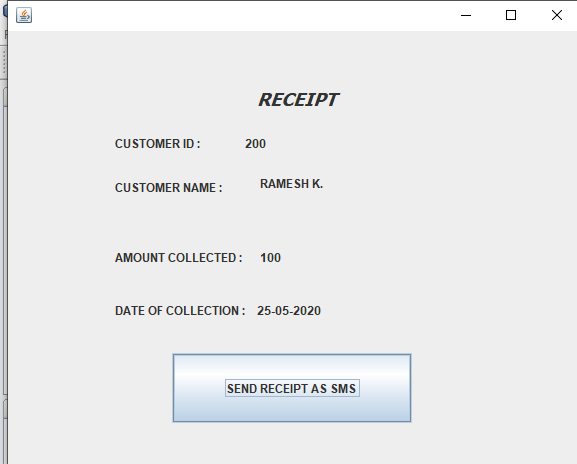 RECEIPT
CUSTOMER ID : 200
CUSTOMER NAME : RAMESH K.
AMOUNT COLLECTED : 100
DATE OF COLLECTION : 25-05-2020
SEND RECEIPT AS SMS